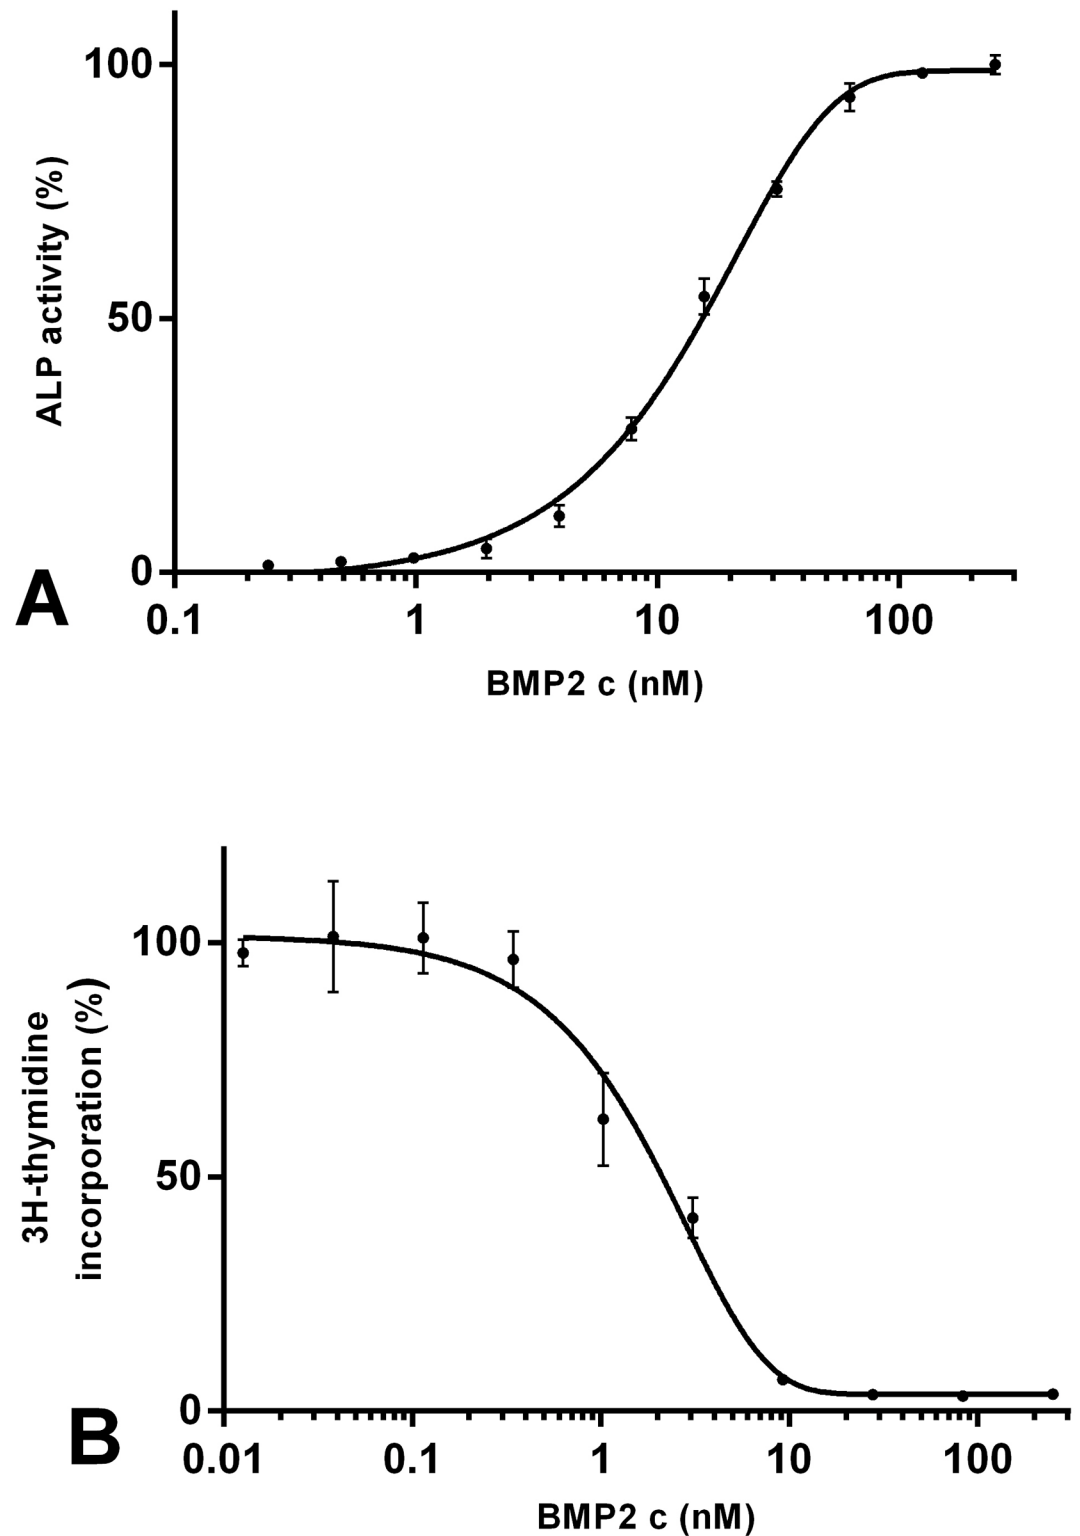 100
50
0
ALP activity (%)
A
0.1 1 10 100
BMP2 c (nM)
100
50
0
3H-thymidine
incorporation (%)
B
0.01 0.1 1 10 100
BMP2 c (nM)